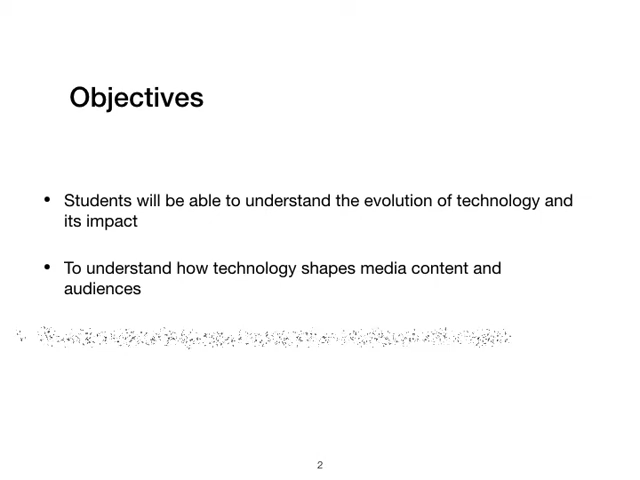 Objectives
• Students will be able to understand the evolution of technology and
its impact
• To understand how technology shapes media content and
audiences
2